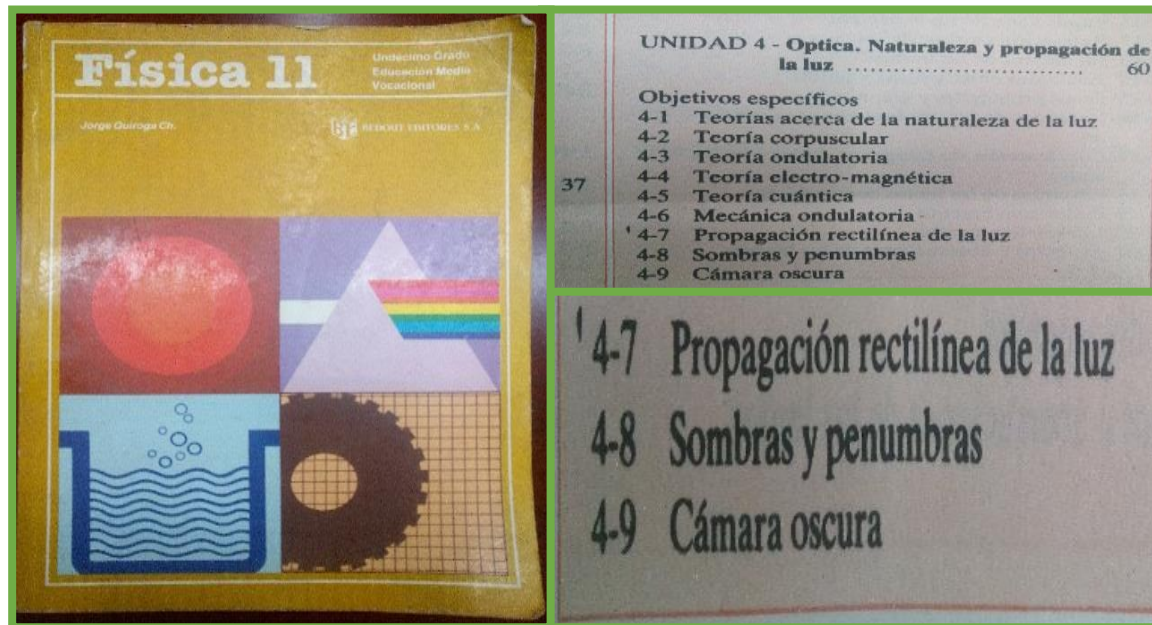 Física 11
Undécimo Grado
Educación Media
Vocacional
Jorge Quiroga Ch.
BE BEDOUT EDITORES S.A.
UNIDAD 4 - Optica. Naturaleza y propagación de
la luz .............................. 60
Objetivos específicos
4-1 Teorías acerca de la naturaleza de la luz
4-2 Teoría corpuscular
4-3 Teoría ondulatoria
4-4 Teoría electro-magnética
37
4-5 Teoría cuántica
4-6 Mecánica ondulatoria
4-7 Propagación rectilínea de la luz
4-8 Sombras y penumbras
4-9 Cámara oscura
4-7 Propagación rectilínea de la luz
4-8 Sombras y penumbras
4-9 Cámara oscura